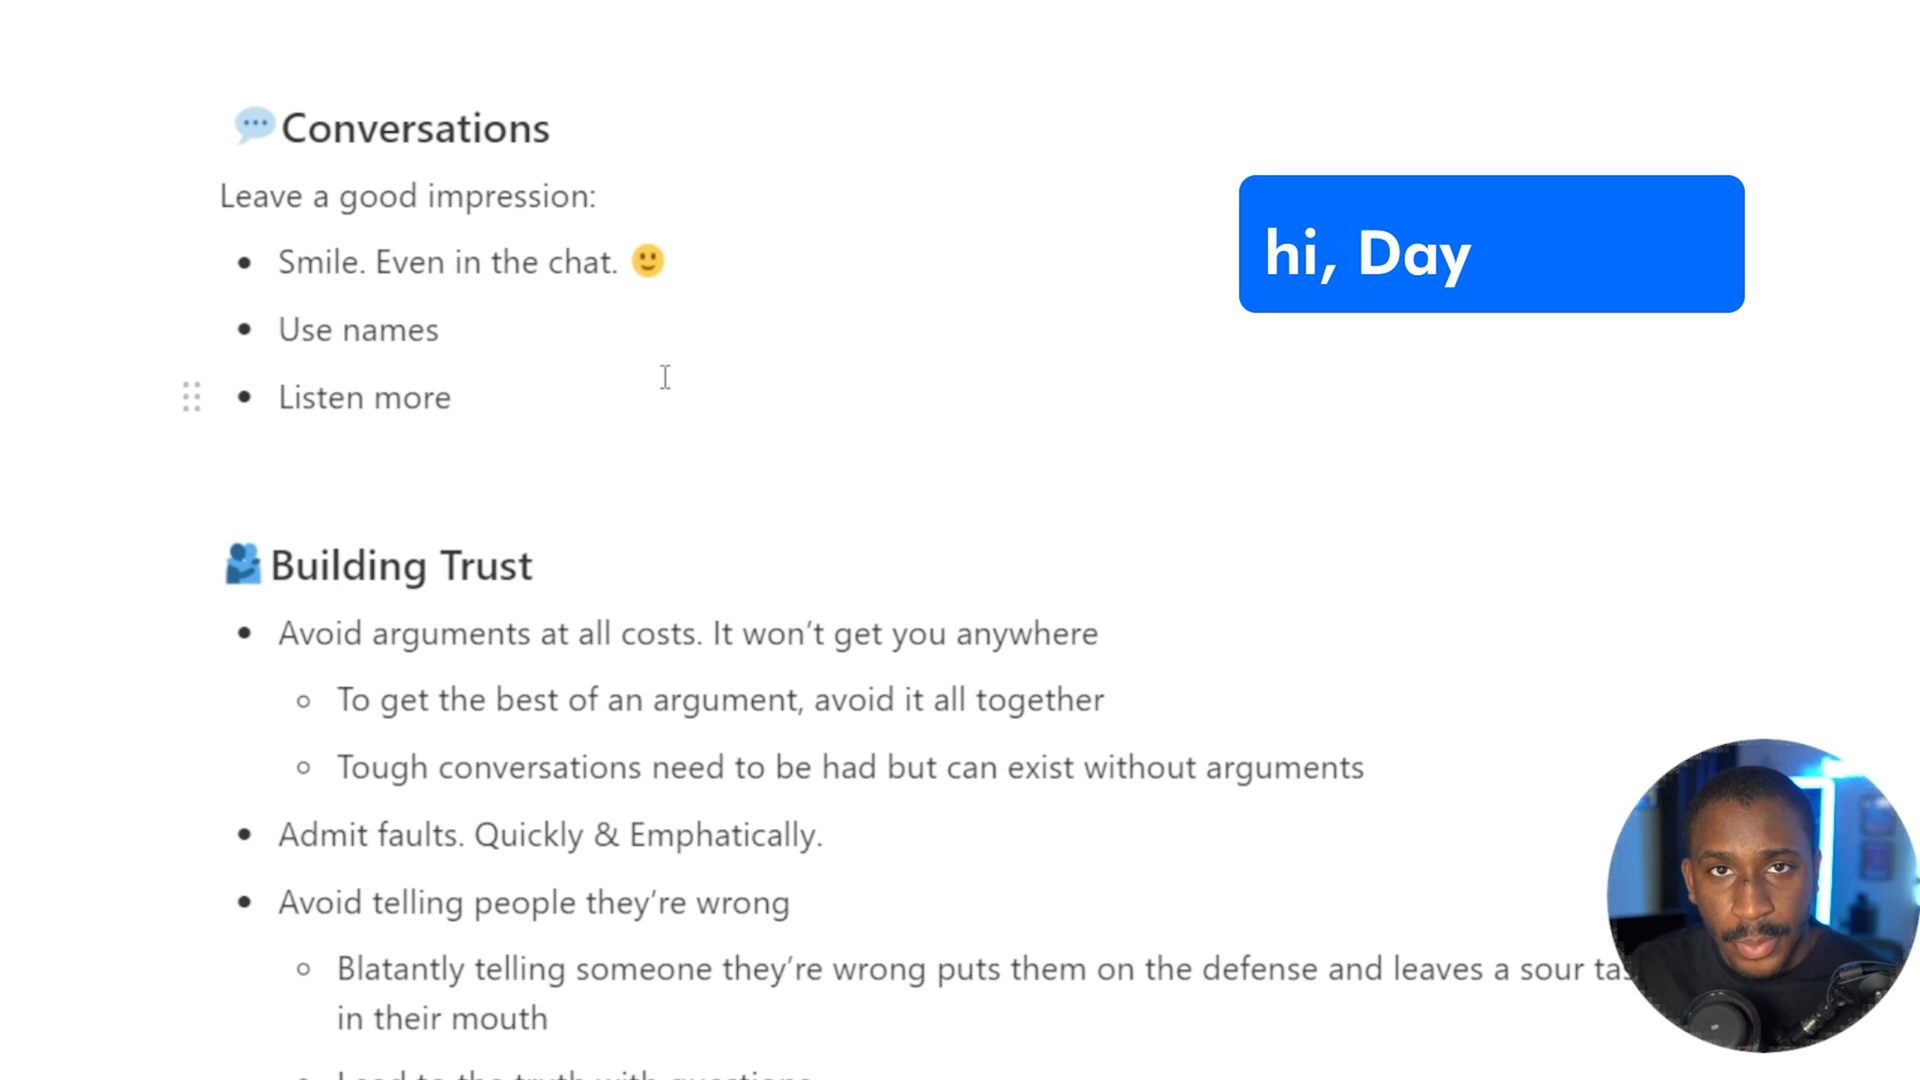 Conversations
Leave a good impression:
Smile. Even in the chat. 🙂
Use names
Listen more
hi, Day
Building Trust
Avoid arguments at all costs. It won’t get you anywhere
To get the best of an argument, avoid it all together
Tough conversations need to be had but can exist without arguments
Admit faults. Quickly & Emphatically.
Avoid telling people they’re wrong
Blatantly telling someone they’re wrong puts them on the defense and leaves a sour
in their mouth